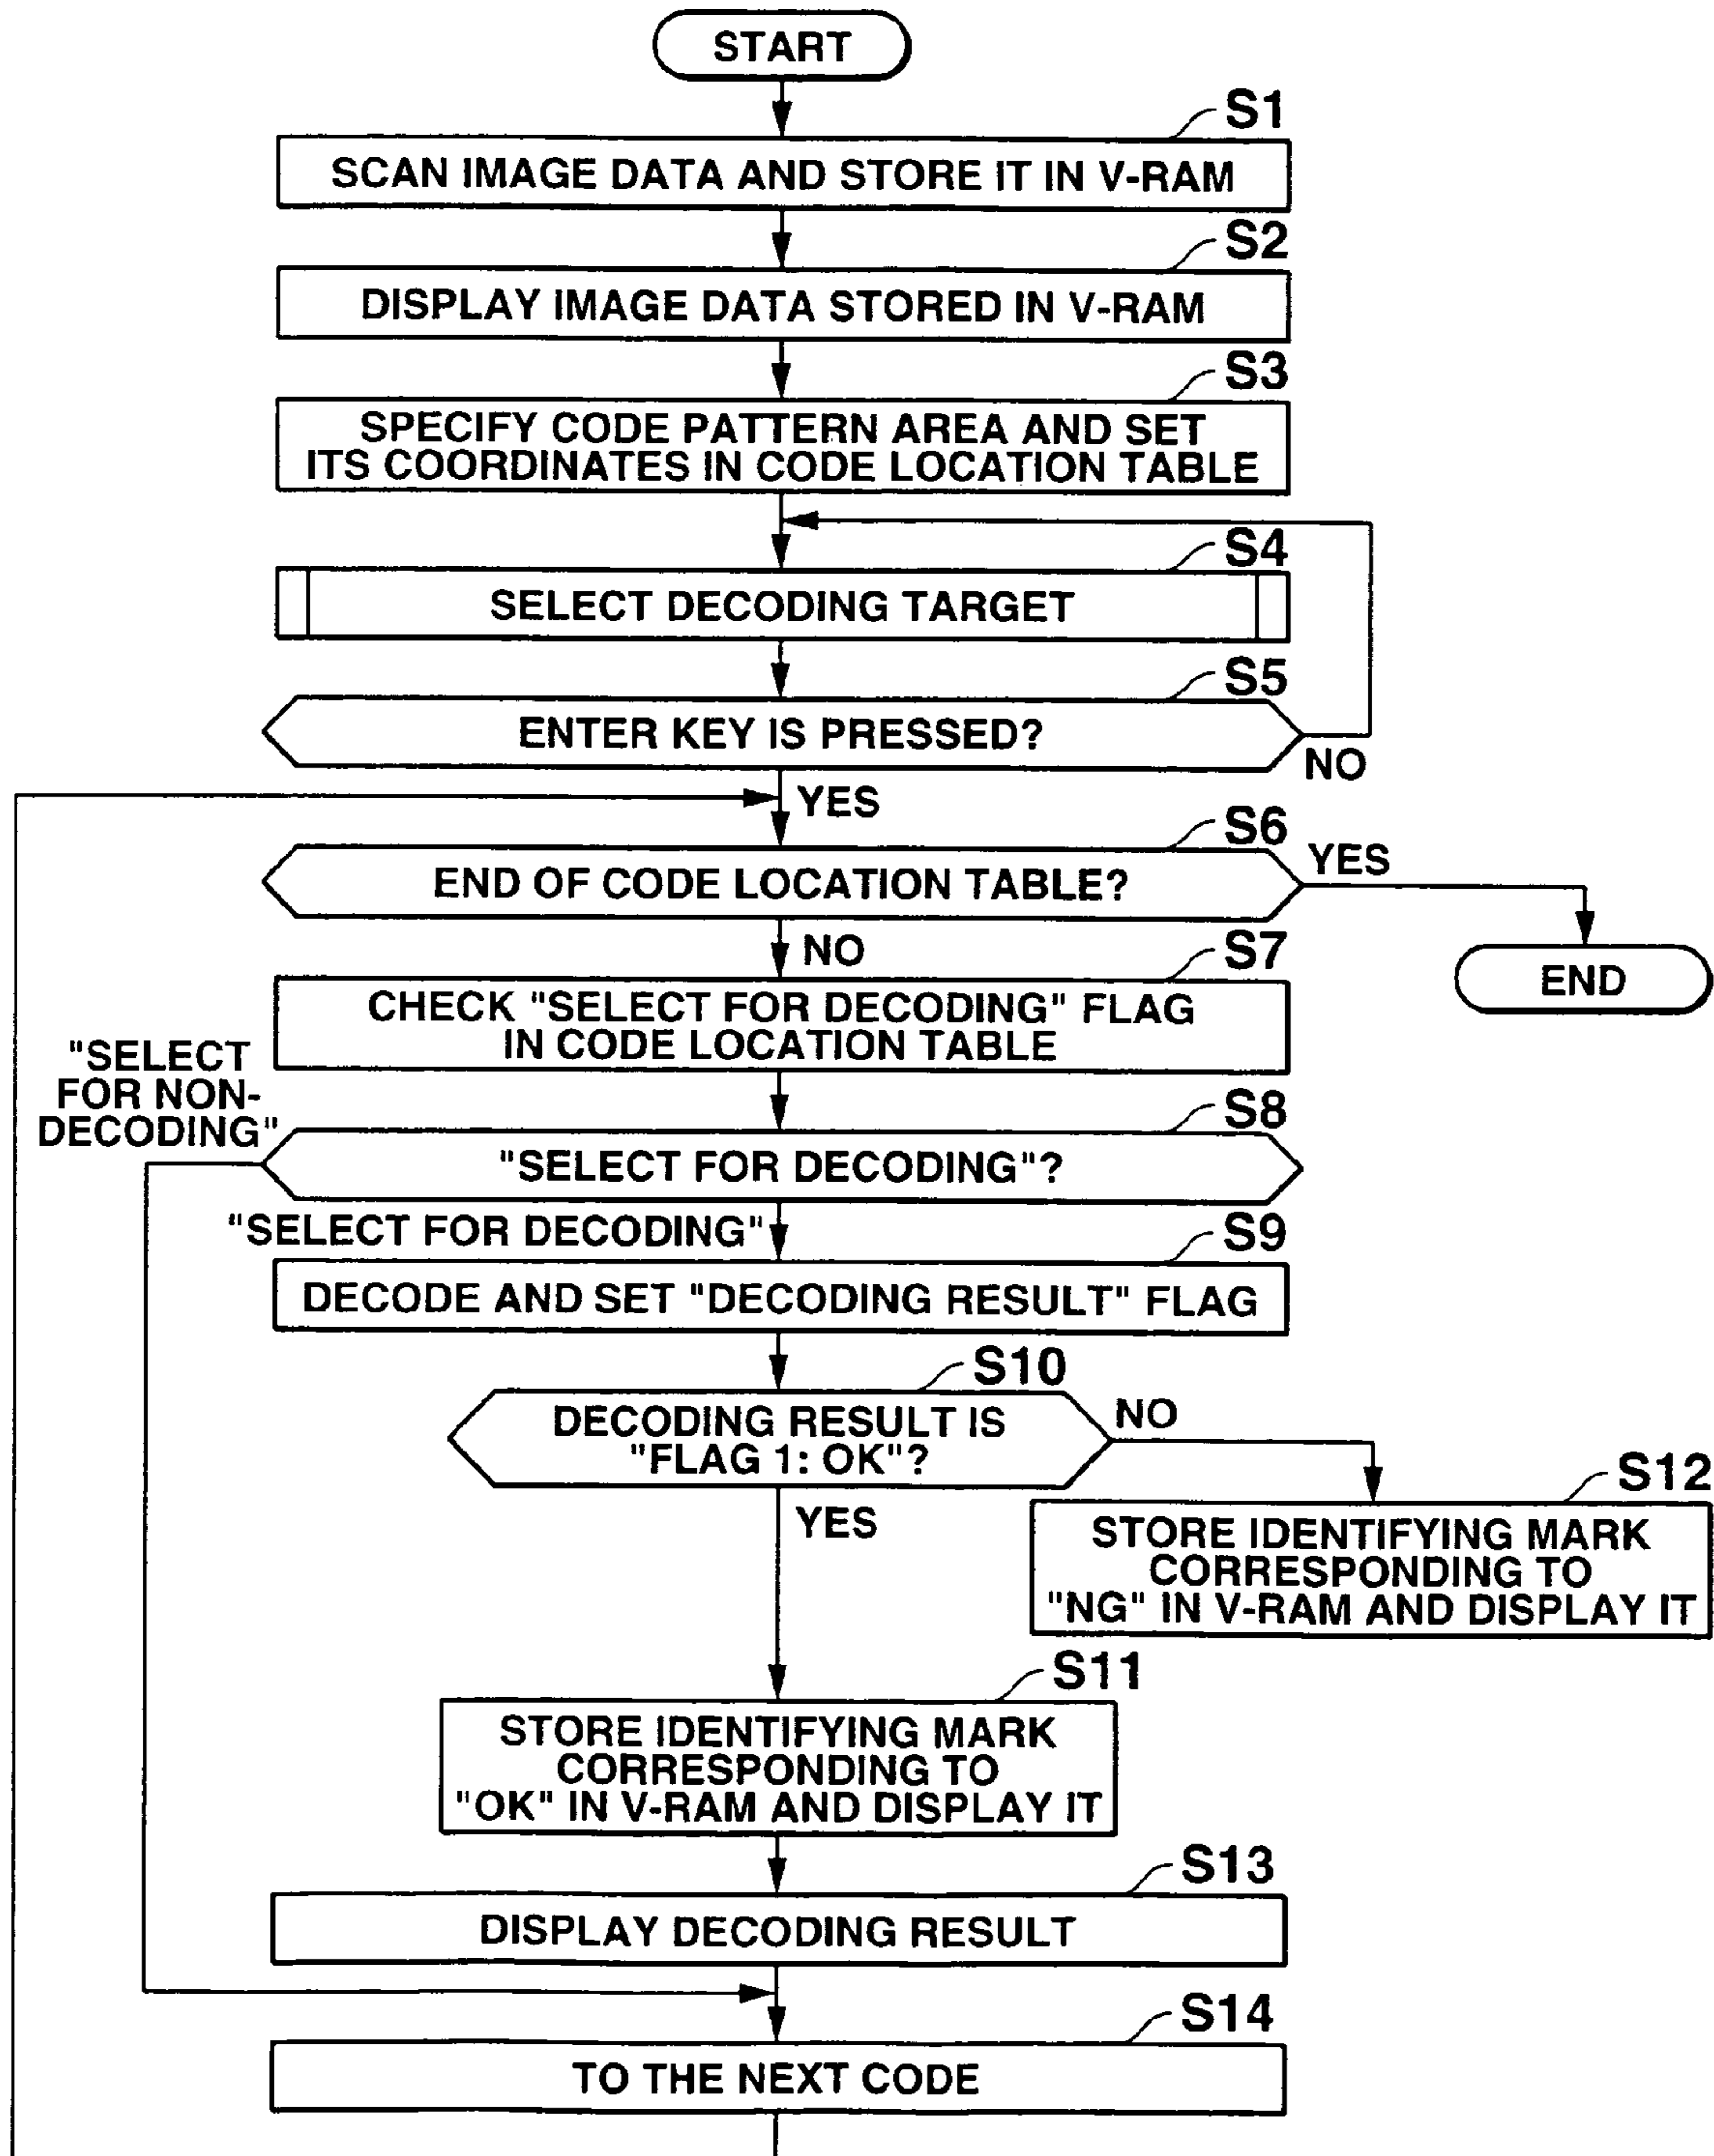 START
S1
SCAN IMAGE DATA AND STORE IT IN V-RAM
S2
DISPLAY IMAGE DATA STORED IN V-RAM
S3
SPECIFY CODE PATTERN AREA AND SET
ITS COORDINATES IN CODE LOCATION TABLE
S4
SELECT DECODING TARGET
S5
ENTER KEY IS PRESSED?
NO
YES
S6
END OF CODE LOCATION TABLE?
YES
END
NO
S7
CHECK "SELECT FOR DECODING" FLAG
IN CODE LOCATION TABLE
"SELECT
FOR NON-
DECODING"
S8
"SELECT FOR DECODING"?
"SELECT FOR DECODING"
S9
DECODE AND SET "DECODING RESULT" FLAG
S10
DECODING RESULT IS
"FLAG 1: OK"?
NO
YES
S12
STORE IDENTIFYING MARK
CORRESPONDING TO
"NG" IN V-RAM AND DISPLAY IT
S11
STORE IDENTIFYING MARK
CORRESPONDING TO
"OK" IN V-RAM AND DISPLAY IT
S13
DISPLAY DECODING RESULT
S14
TO THE NEXT CODE